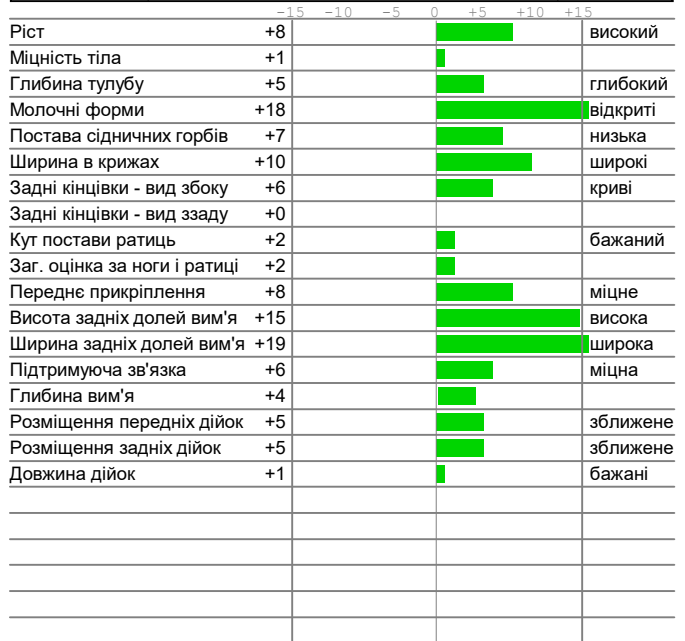 -15 -10 -5 0 +5 +10 +15
Ріст +8 високий
Міцність тіла +1
Глибина тулубу +5 глибокий
Молочні форми +18 відкриті
Постава сідничних горбів +7 низька
Ширина в крижах +10 широкі
Задні кінцівки - вид збоку +6 криві
Задні кінцівки - вид ззаду +0
Кут постави ратиць +2 бажаний
Заг. оцінка за ноги і ратиці +2
Переднє прикріплення +8 міцне
Висота задніх долей вим'я +15 висока
Ширина задніх долей вим'я +19 широка
Підтримуюча зв'язка +6 міцна
Глибина вим'я +4
Розміщення передніх дійок +5 зближене
Розміщення задніх дійок +5 зближене
Довжина дійок +1 бажані